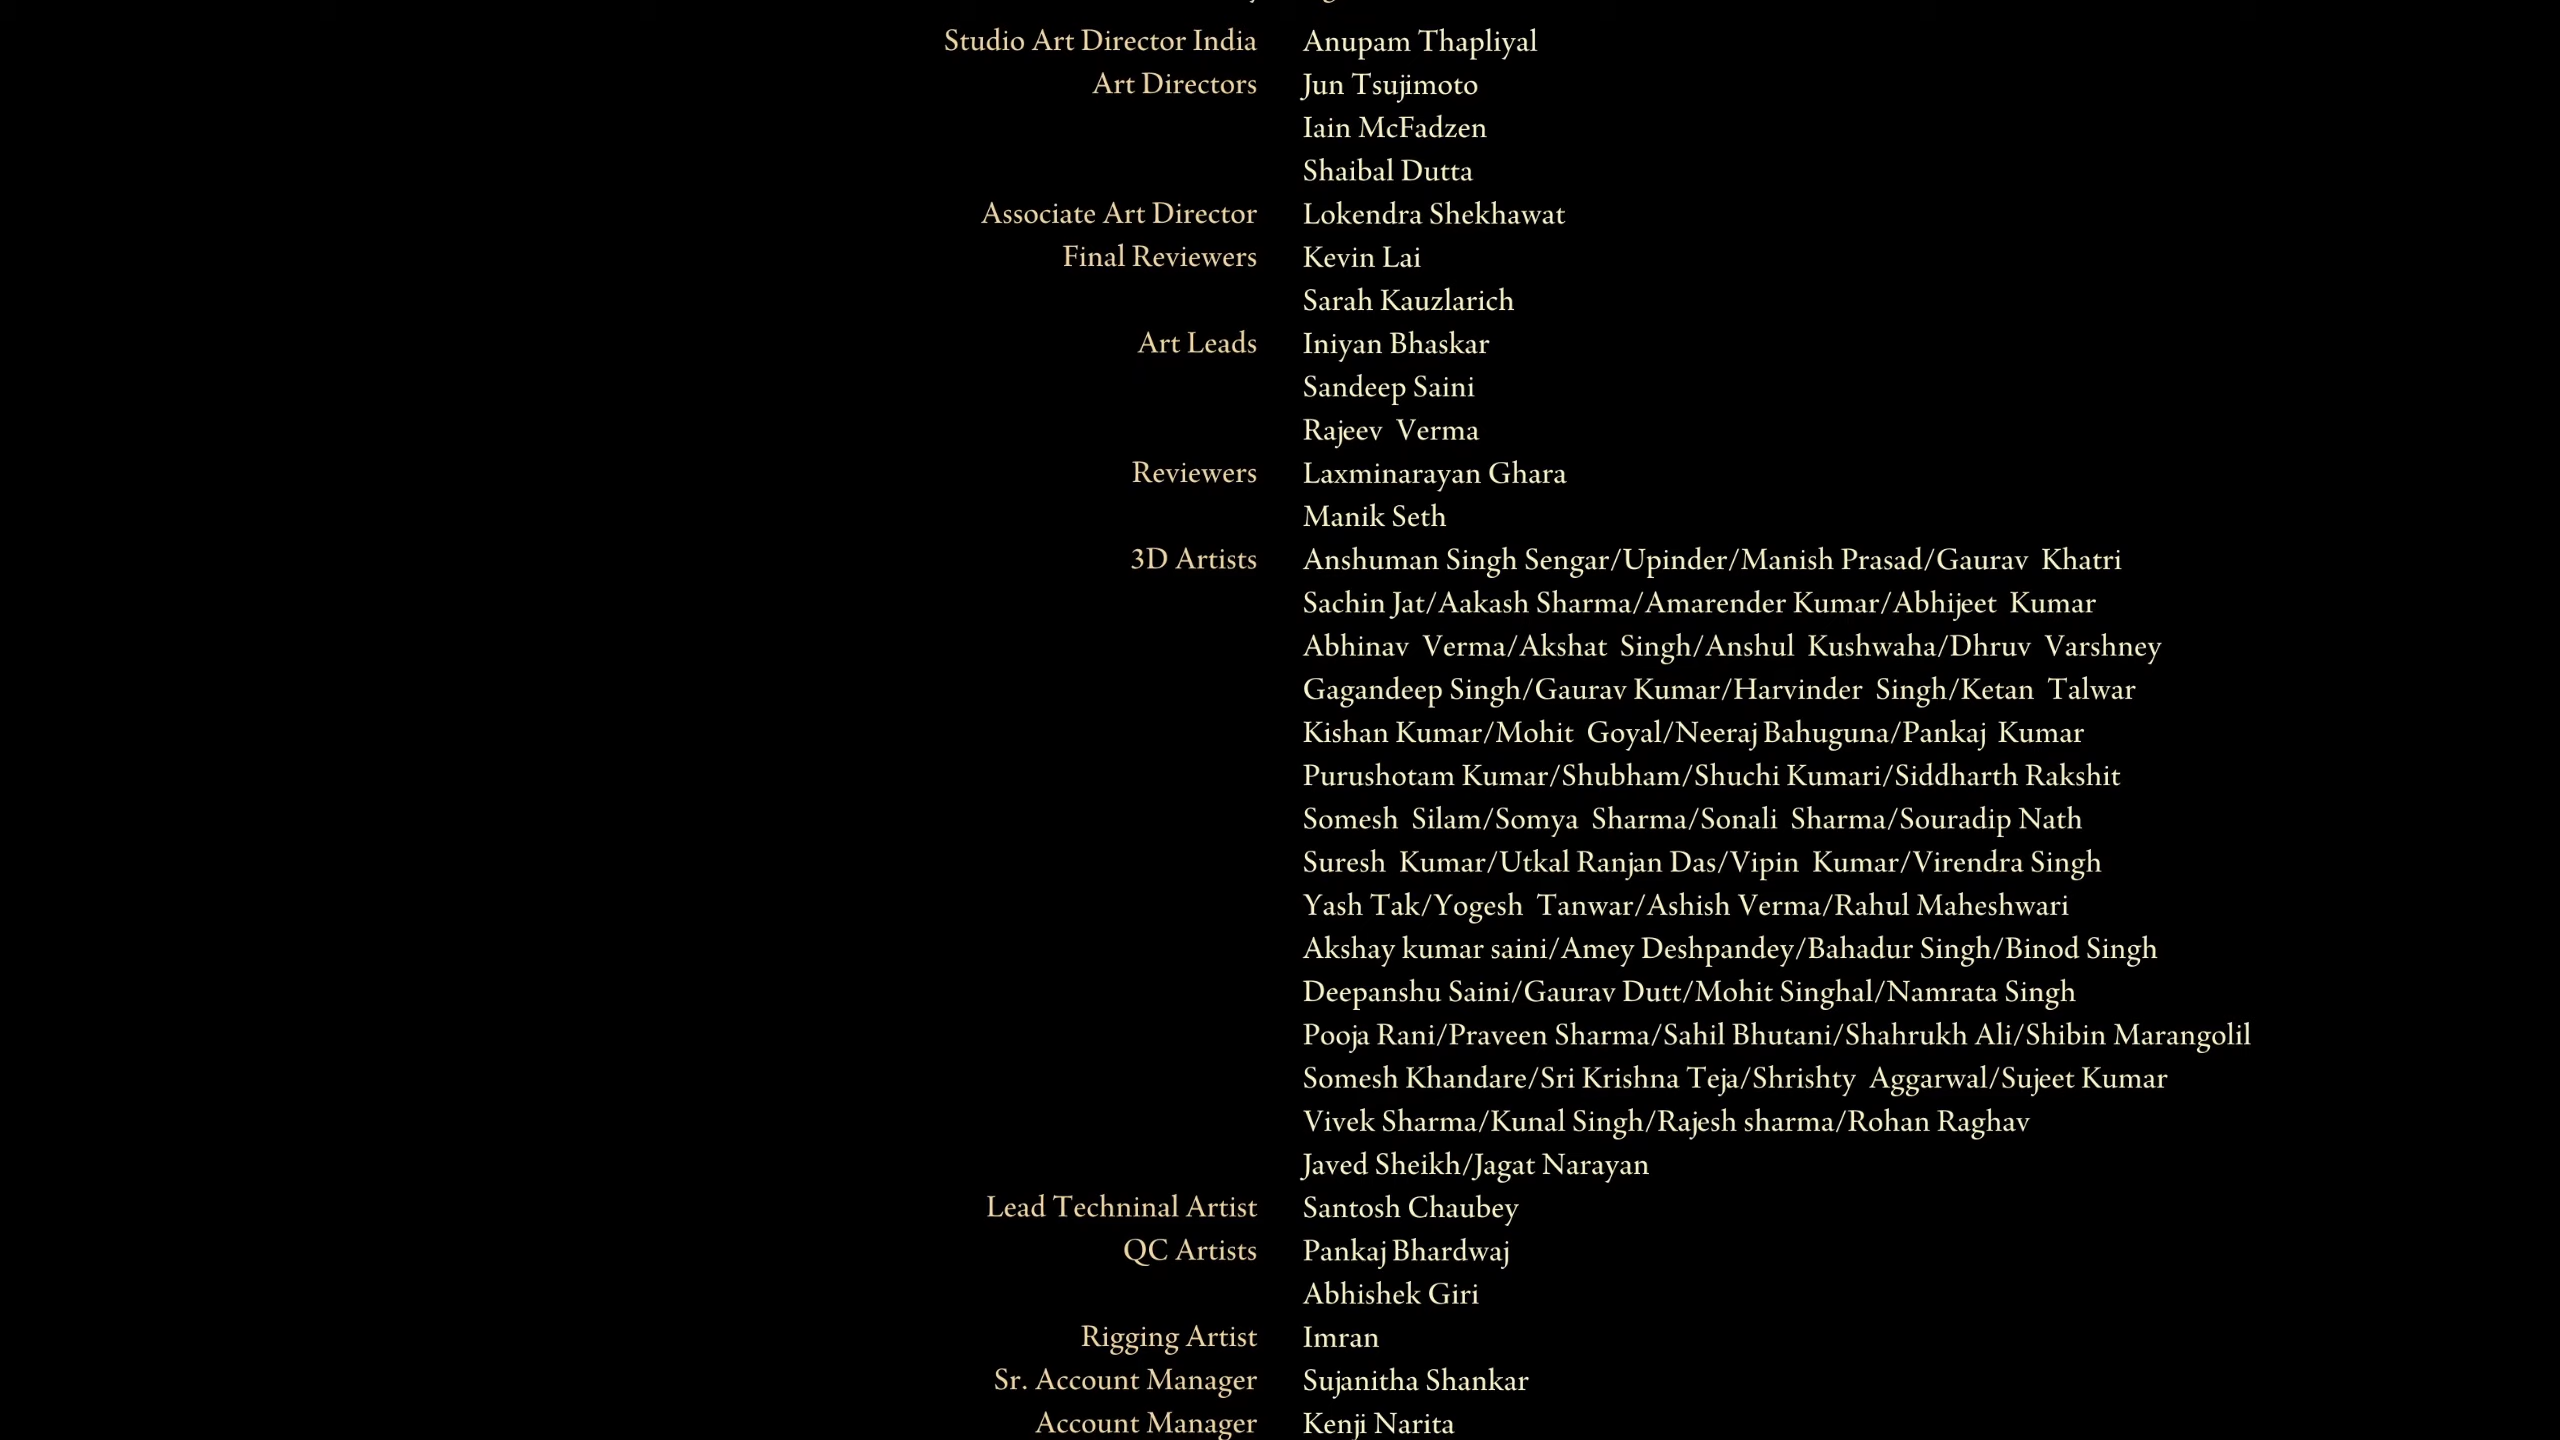 Studio Art Director India Anupam Thapliyal
Art Directors Jun Tsujimoto
Iain McFadzen
Shaibal Dutta
Associate Art Director Lokendra Shekhawat
Final Reviewers Kevin Lai
Sarah Kauzlarich
Art Leads Iniyan Bhaskar
Sandeep Saini
Rajeev Verma
Reviewers Laxminarayan Ghara
Manik Seth
3D Artists Anshuman Singh Sengar/Upinder/Manish Prasad/Gaurav Khatri
Sachin Jat/Aakash Sharma/Amarender Kumar/Abhijeet Kumar
Abhinav Verma/Akshat Singh/Anshul Kushwaha/Dhruv Varshney
Gagandeep Singh/Gaurav Kumar/Harvinder Singh/Ketan Talwar
Kishan Kumar/Mohit Goyal/Neeraj Bahuguna/Pankaj Kumar
Purushotam Kumar/Shubham/Shuchi Kumari/Siddharth Rakshit
Somesh Silam/Somya Sharma/Sonali Sharma/Souradip Nath
Suresh Kumar/Utkal Ranjan Das/Vipin Kumar/Virendra Singh
Yash Tak/Yogesh Tanwar/Ashish Verma/Rahul Maheshwari
Akshay kumar saini/Amey Deshpandey/Bahadur Singh/Binod Singh
Deepanshu Saini/Gaurav Dutt/Mohit Singhal/Namrata Singh
Pooja Rani/Praveen Sharma/Sahil Bhutani/Shahrukh Ali/Shibin Marangolil
Somesh Khandare/Sri Krishna Teja/Shrishty Aggarwal/Sujeet Kumar
Vivek Sharma/Kunal Singh/Rajesh sharma/Rohan Raghav
Javed Sheikh/Jagat Narayan
Lead Techninal Artist Santosh Chaubey
QC Artists Pankaj Bhardwaj
Abhishek Giri
Rigging Artist Imran
Sr. Account Manager Sujanitha Shankar
Account Manager Kenji Narita